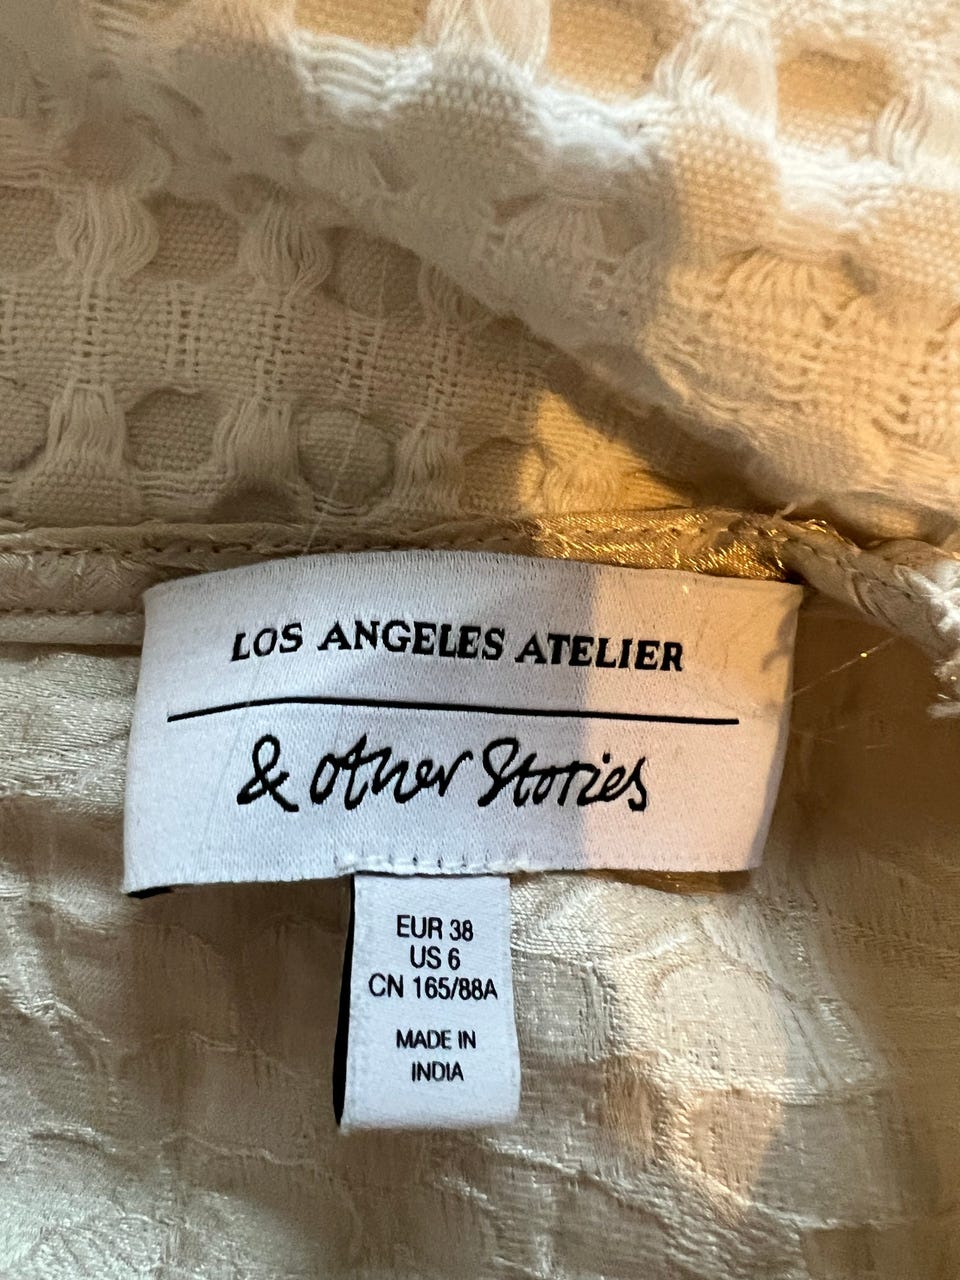 LOS ANGELES ATELIER
& other Stories
EUR 38
US 6
CN 165/88A
MADE IN
INDIA